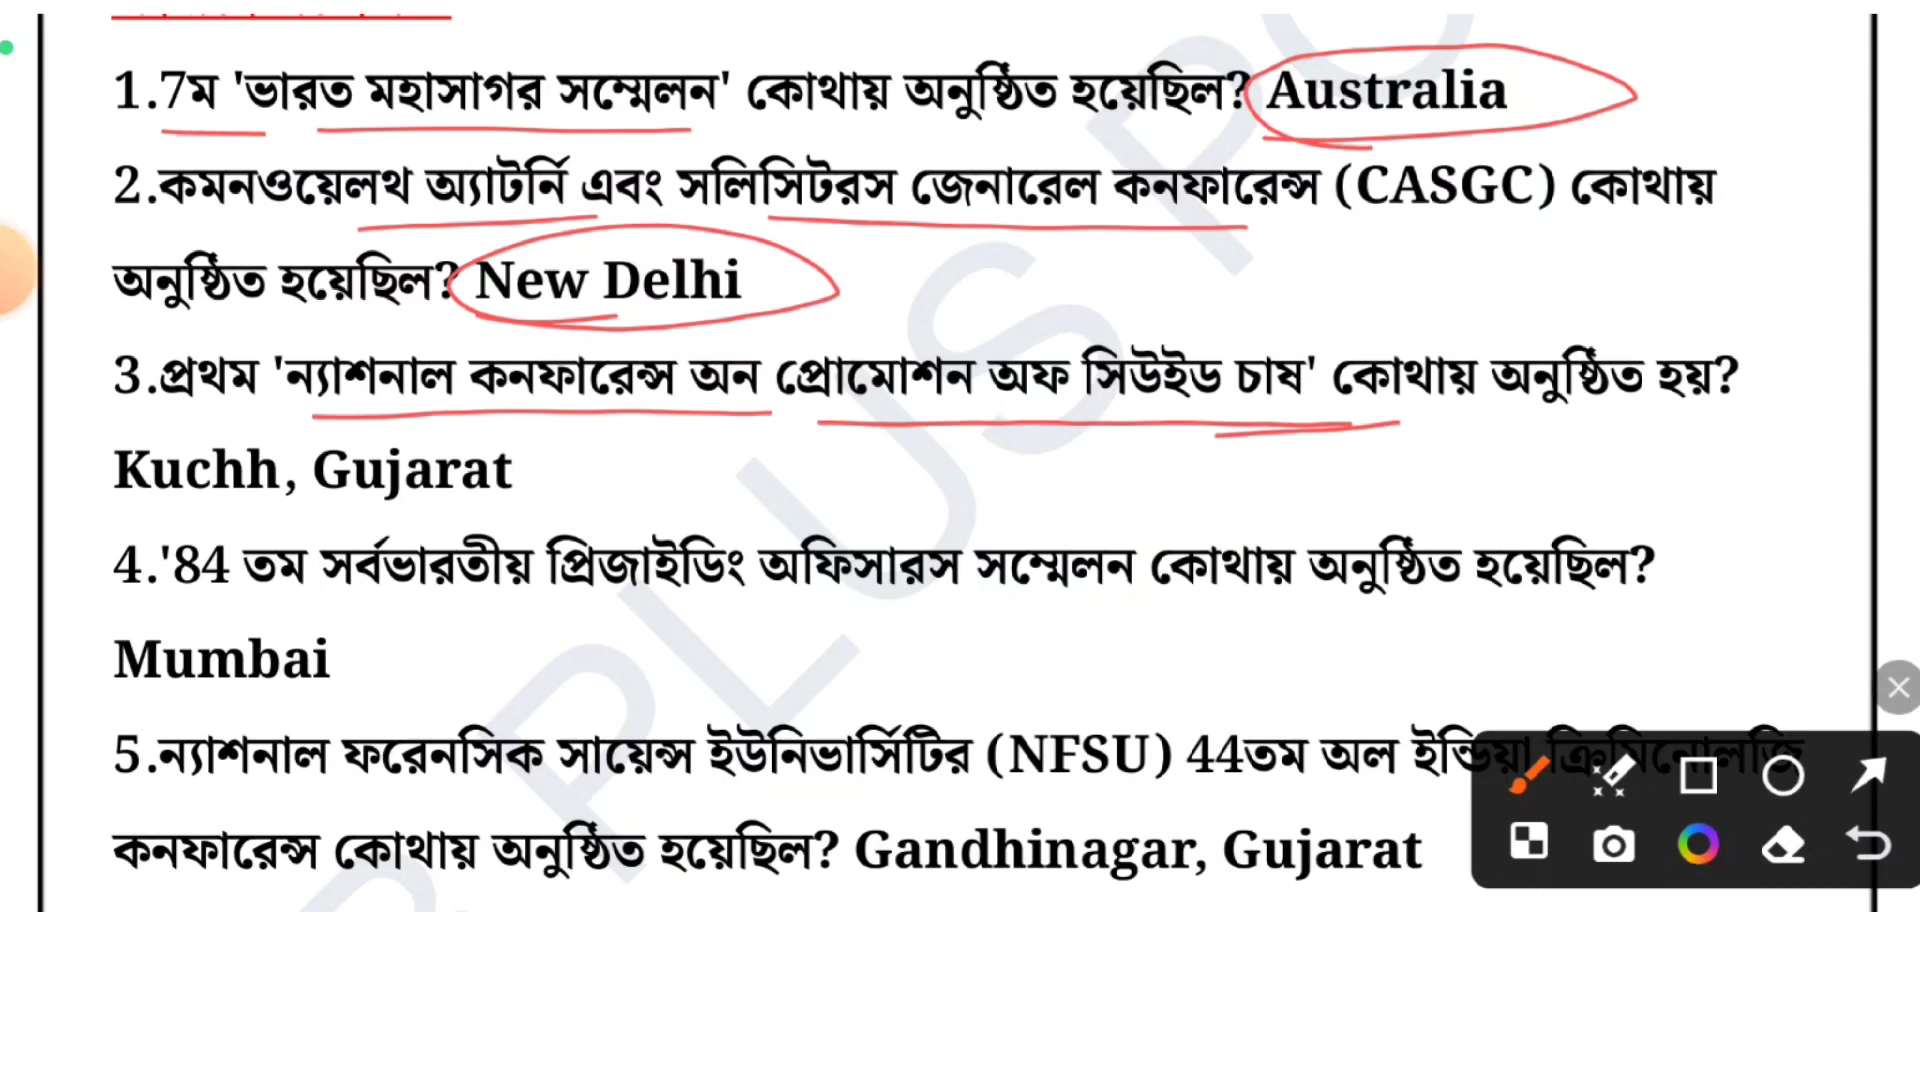 1.7ম 'ভারত মহাসাগর সম্মেলন' কোথায় অনুষ্ঠিত হয়েছিল? Australia
2.কমনওয়েলথ অ্যাটর্নি এবং সলিসিটরস জেনারেল কনফারেন্স (CASGC) কোথায়
অনুষ্ঠিত হয়েছিল? New Delhi
3.প্রথম 'ন্যাশনাল কনফারেন্স অন প্রোমোশন অফ সিউইড চাষ' কোথায় অনুষ্ঠিত হয়?
Kuchh, Gujarat
4.'84 তম সর্বভারতীয় প্রিজাইডিং অফিসারস সম্মেলন কোথায় অনুষ্ঠিত হয়েছিল?
Mumbai
5.ন্যাশনাল ফরেনসিক সায়েন্স ইউনিভার্সিটির (NFSU) 44তম অল ইন্ডিয়া ক্রিমিনোলজি
কনফারেন্স কোথায় অনুষ্ঠিত হয়েছিল? Gandhinagar, Gujarat